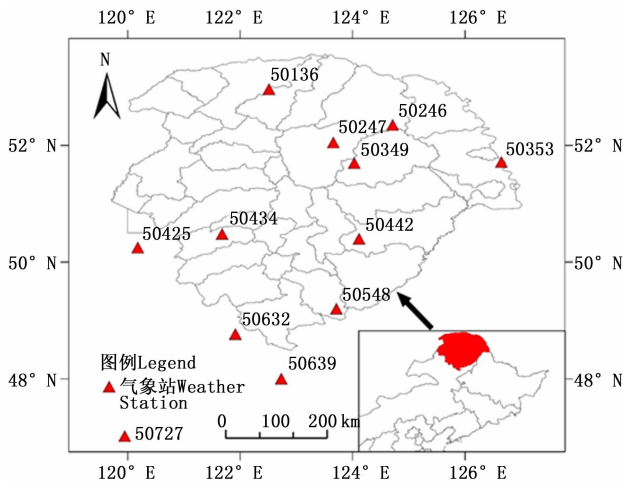 120° E 122° E 124° E 126° E
N
50136
50246
50247
52° N 50349 50353 52° N
50434
50425 50442
50° N 50° N
50548
50632
图例Legend
50639
48° N 气象站Weather 48° N
Station
0 100 200 km
50727
120° E 122° E 124° E 126° E